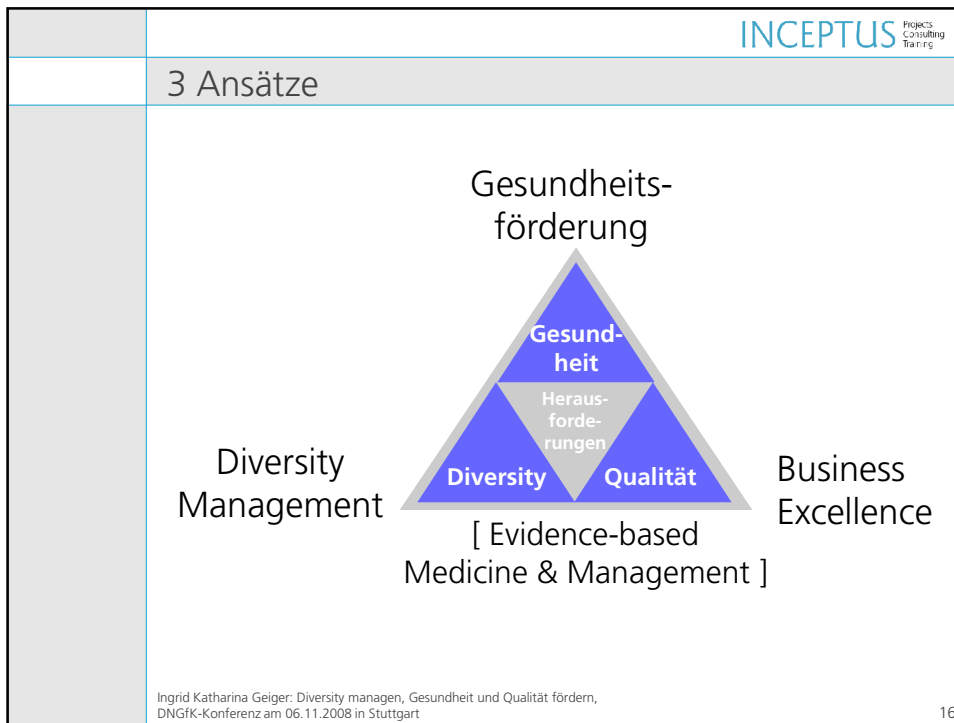 INCEPTUS Projects
Consulting
Training
3 Ansätze
Gesundheits-
förderung
Gesund-
heit
Heraus-
forde-
rungen
Diversity
Management
Diversity
Qualität
Business
Excellence
[ Evidence-based
Medicine & Management ]
Ingrid Katharina Geiger: Diversity managen, Gesundheit und Qualität fördern,
DNGfK-Konferenz am 06.11.2008 in Stuttgart
16